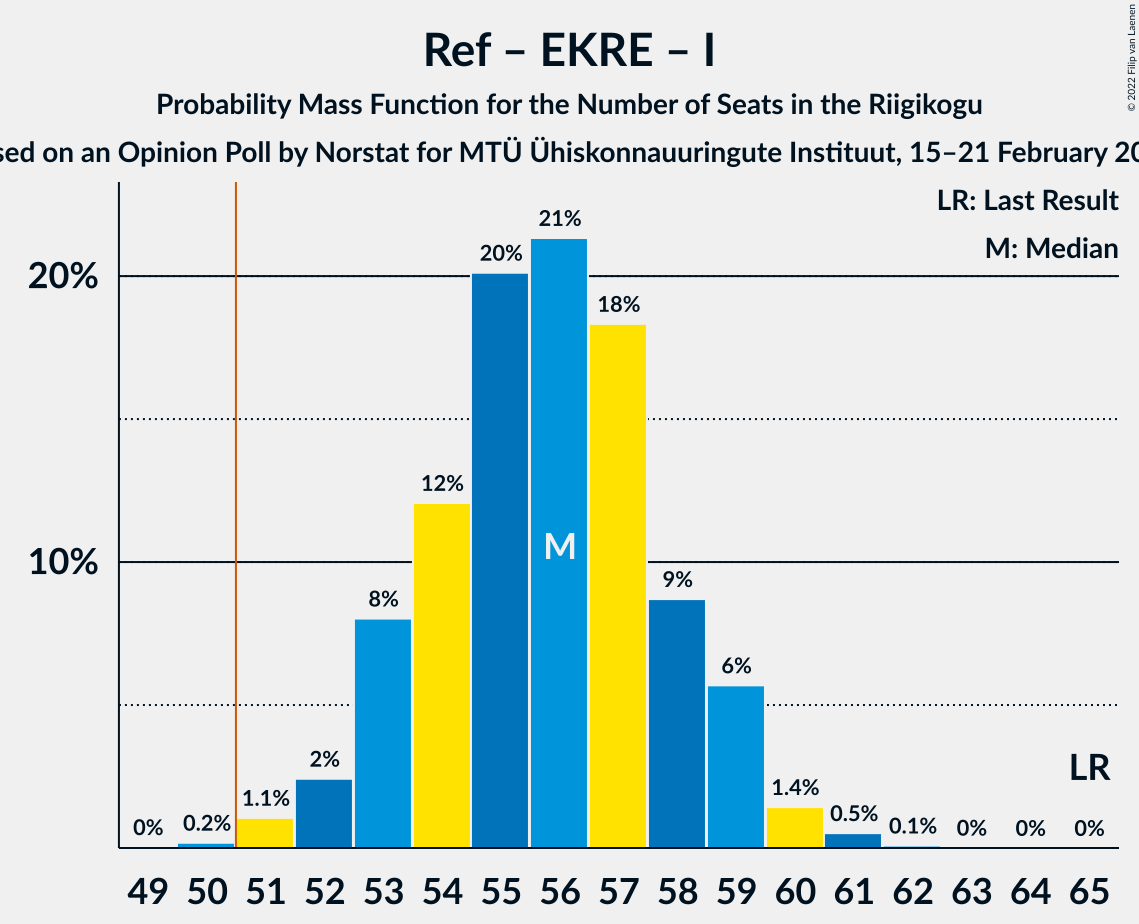 Ref – EKRE – I
Probability Mass Function for the Number of Seats in the Riigikogu
on an Opinion Poll by Norstat for MTÜ Ühiskonnauuringute Instituut, 15–21 February
© 2022 Filip van Laenen
LR: Last Result
M: Median
20%
10%
0%
0.2%
1.1%
2%
8%
12%
20%
21%
18%
9%
6%
1.4%
0.5%
0.1%
0%
0%
0%
M
LR
49 50 51 52 53 54 55 56 57 58 59 60 61 62 63 64 65